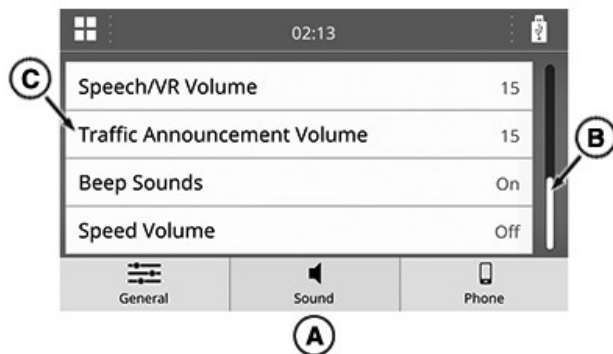 02:13
Speech/VR Volume 15
C
Traffic Announcement Volume 15
B
Beep Sounds On
Speed Volume Off
General Sound Phone
A